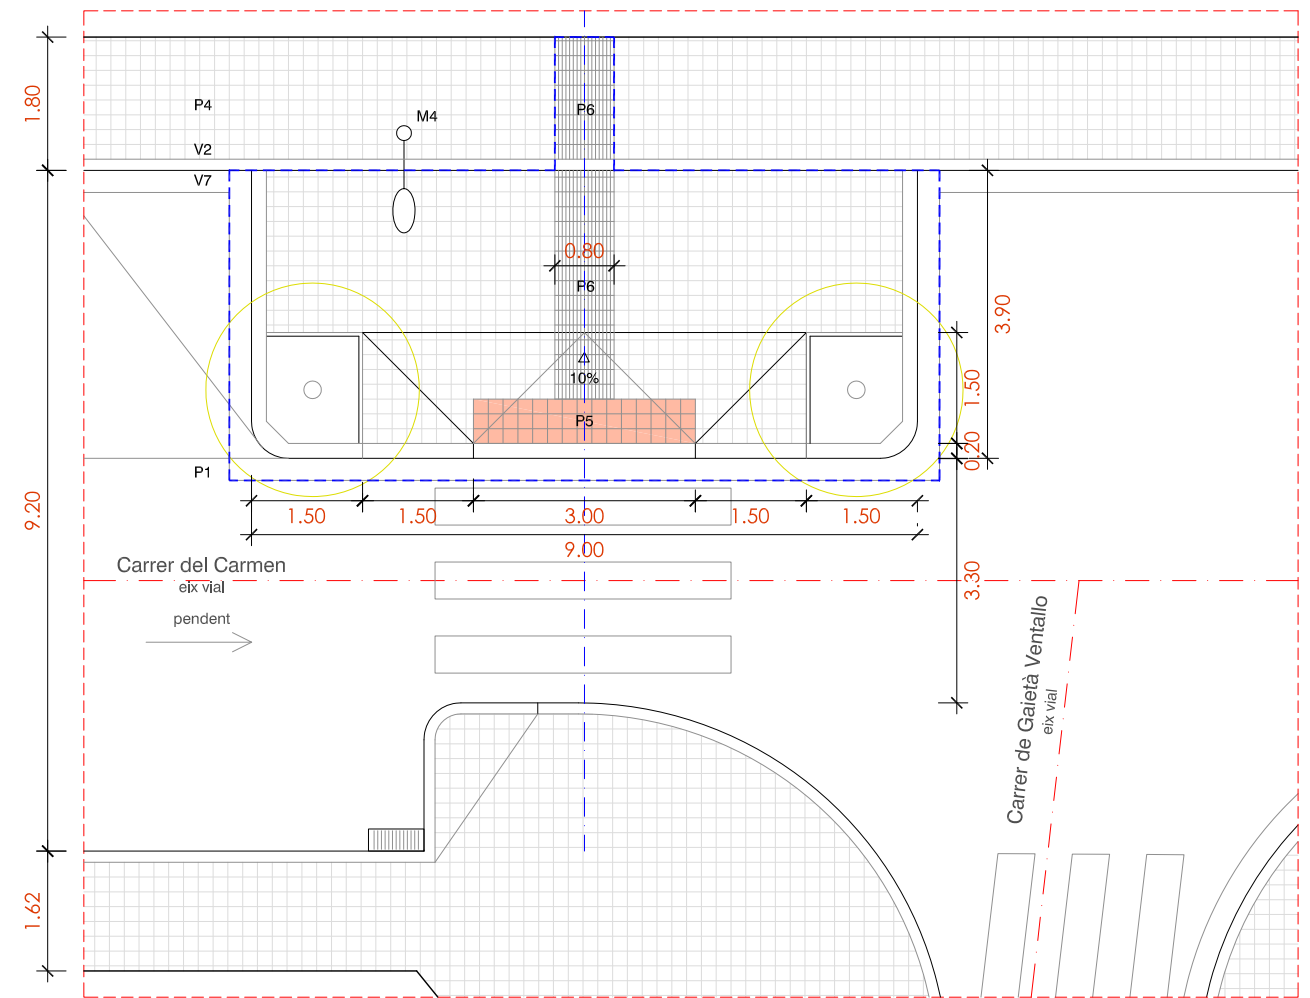 1.80
P4
M4
P6
V2
V7
0.80
P6
3.90
10%
1.50
P5
0.20
P1
9.20
1.50
1.50
3.00
1.50
1.50
9.00
Carrer del Carmen
eix vial
pendent
3.30
Carrer de Gaietà Ventallo
eix vial
1.62